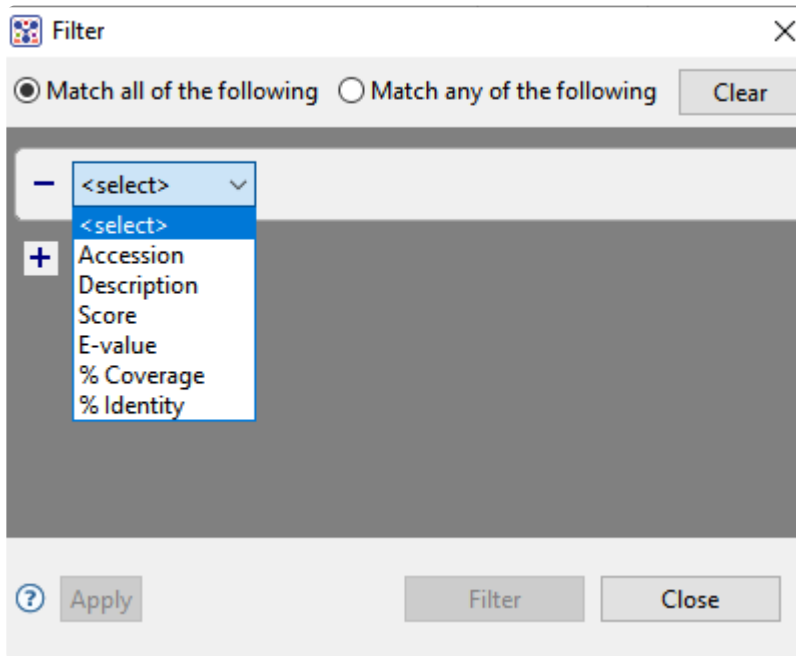 Filter
Match all of the following Match any of the following Clear
<select>
<select>
Accession
Description
Score
E-value
% Coverage
% Identity
Apply Filter Close